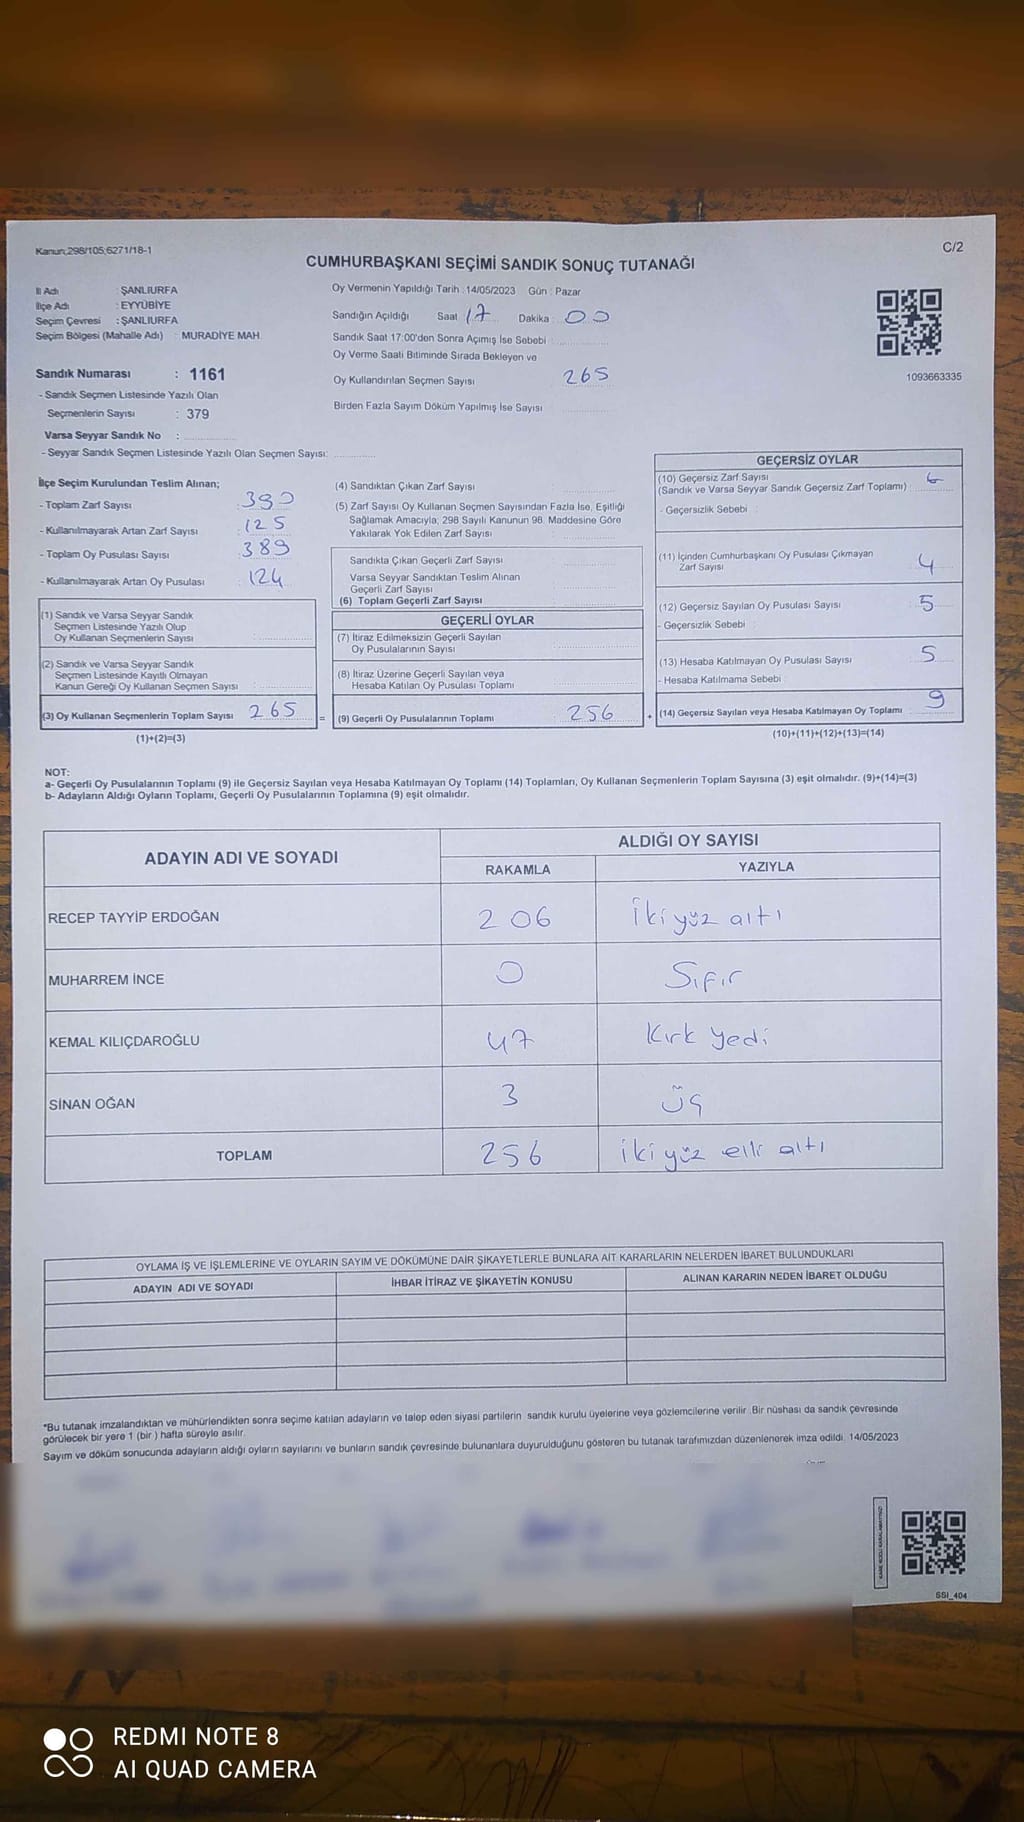 Kanun;298/105;6271/18-1
C/2
CUMHURBAŞKANI SEÇİMİ SANDIK SONUÇ TUTANAĞI
İl Adı : ŞANLIURFA
İlçe Adı : EYYÜBİYE
Seçim Çevresi : ŞANLIURFA
Seçim Bölgesi (Mahalle Adı) : MURADİYE MAH.
Sandık Numarası : 1161
- Sandık Seçmen Listesinde Yazılı Olan
Seçmenlerin Sayısı : 379
Varsa Seyyar Sandık No :
- Seyyar Sandık Seçmen Listesinde Yazılı Olan Seçmen Sayısı:
Oy Vermenin Yapıldığı Tarih : 14/05/2023 Gün : Pazar
Sandığın Açıldığı Saat 17 Dakika : 00
Sandık Saat 17:00'den Sonra Açımış İse Sebebi
Oy Verme Saati Bitiminde Sırada Bekleyen ve
Oy Kullandırılan Seçmen Sayısı 265
Birden Fazla Sayım Döküm Yapılmış İse Sayısı
1093663335
İlçe Seçim Kurulundan Teslim Alınan;
- Toplam Zarf Sayısı : 390
- Kullanılmayarak Artan Zarf Sayısı : 125
- Toplam Oy Pusulası Sayısı : 389
- Kullanılmayarak Artan Oy Pusulası : 124
(1) Sandık ve Varsa Seyyar Sandık
Seçmen Listesinde Yazılı Olup
Oy Kullanan Seçmenlerin Sayısı :
(2) Sandık ve Varsa Seyyar Sandık
Seçmen Listesinde Kayıtlı Olmayan
Kanun Gereği Oy Kullanan Seçmen Sayısı :
(3) Oy Kullanan Seçmenlerin Toplam Sayısı 265
(1)+(2)=(3)
(4) Sandıktan Çıkan Zarf Sayısı
(5) Zarf Sayısı Oy Kullanan Seçmen Sayısından Fazla İse, Eşitliği
Sağlamak Amacıyla; 298 Sayılı Kanunun 98. Maddesine Göre
Yakılarak Yok Edilen Zarf Sayısı
Sandıkta Çıkan Geçerli Zarf Sayısı
Varsa Seyyar Sandıktan Teslim Alınan
Geçerli Zarf Sayısı
(6) Toplam Geçerli Zarf Sayısı
GEÇERLİ OYLAR
(7) İtiraz Edilmeksizin Geçerli Sayılan
Oy Pusulalarının Sayısı
(8) İtiraz Üzerine Geçerli Sayılan veya
Hesaba Katılan Oy Pusulası Toplamı
= (9) Geçerli Oy Pusulalarının Toplamı 256 +
GEÇERSİZ OYLAR
(10) Geçersiz Zarf Sayısı
(Sandık ve Varsa Seyyar Sandık Geçersiz Zarf Toplamı) :
- Geçersizlik Sebebi :
(11) İçinden Cumhurbaşkanı Oy Pusulası Çıkmayan
Zarf Sayısı 4
(12) Geçersiz Sayılan Oy Pusulası Sayısı 5
- Geçersizlik Sebebi :
(13) Hesaba Katılmayan Oy Pusulası Sayısı 5
- Hesaba Katılmama Sebebi :
(14) Geçersiz Sayılan veya Hesaba Katılmayan Oy Toplamı 9
(10)+(11)+(12)+(13)=(14)
NOT:
a- Geçerli Oy Pusulalarının Toplamı (9) ile Geçersiz Sayılan veya Hesaba Katılmayan Oy Toplamı (14) Toplamları, Oy Kullanan Seçmenlerin Toplam Sayısına (3) eşit olmalıdır. (9)+(14)=(3)
b- Adayların Aldığı Oyların Toplamı, Geçerli Oy Pusulalarının Toplamına (9) eşit olmalıdır.
ADAYIN ADI VE SOYADI
ALDIĞI OY SAYISI
RAKAMLA YAZIYLA
RECEP TAYYİP ERDOĞAN 206 İki yüz altı
MUHARREM İNCE 0 Sıfır
KEMAL KILIÇDAROĞLU 47 Kırk yedi
SİNAN OĞAN 3 üç
TOPLAM 256 iki yüz elli altı
OYLAMA İŞ VE İŞLEMLERİNE VE OYLARIN SAYIM VE DÖKÜMÜNE DAİR ŞİKAYETLERLE BUNLARA AİT KARARLARIN NELERDEN İBARET BULUNDUKLARI
ADAYIN ADI VE SOYADI İHBAR İTİRAZ VE ŞİKAYETİN KONUSU ALINAN KARARIN NEDEN İBARET OLDUĞU
*Bu tutanak imzalandıktan ve mühürlendikten sonra seçime katılan adayların ve talep eden siyasi partilerin sandık kurulu üyelerine veya gözlemcilerine verilir. Bir nüshası da sandık çevresinde
görülecek bir yere 1 (bir ) hafta süreyle asılır.
Sayım ve döküm sonucunda adayların aldığı oyların sayılarını ve bunların sandık çevresinde bulunanlara duyurulduğunu gösteren bu tutanak tarafımızdan düzenlenerek imza edildi. 14/05/2023
SSI_404
REDMI NOTE 8
AI QUAD CAMERA